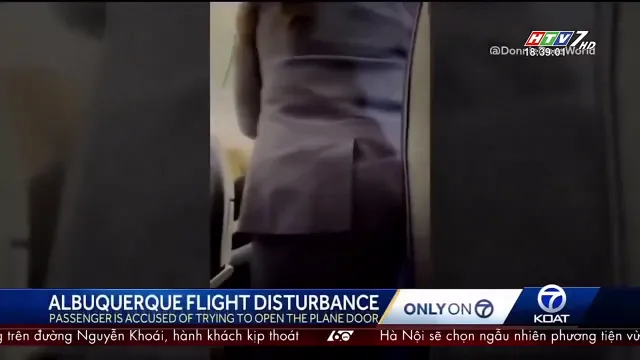 HTV7 HD
18:39:01
ALBUQUERQUE FLIGHT DISTURBANCE
PASSENGER IS ACCUSED OF TRYING TO OPEN THE PLANE DOOR
ONLY ON 7
7
KOAT
g trên đường Nguyễn Khoái, hành khách kịp thoát 60 Hà Nội sẽ chọn ngẫu nhiên phương tiện v